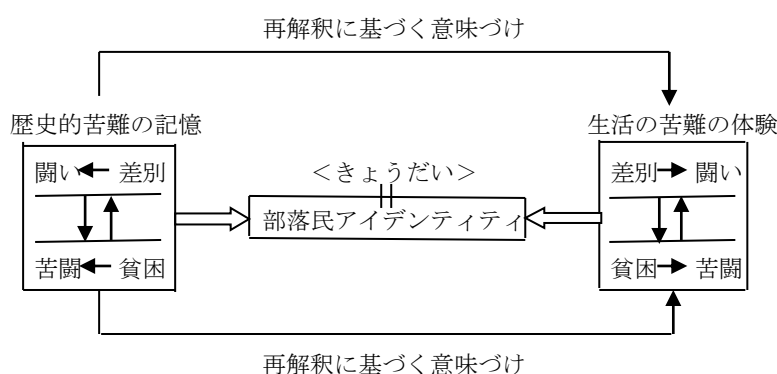 再解釈に基づく意味づけ
歴史的苦難の記憶
生活の苦難の体験
闘い 差別
<きょうだい>
差別 闘い
部落民アイデンティティ
苦闘 貧困
貧困 苦闘
再解釈に基づく意味づけ